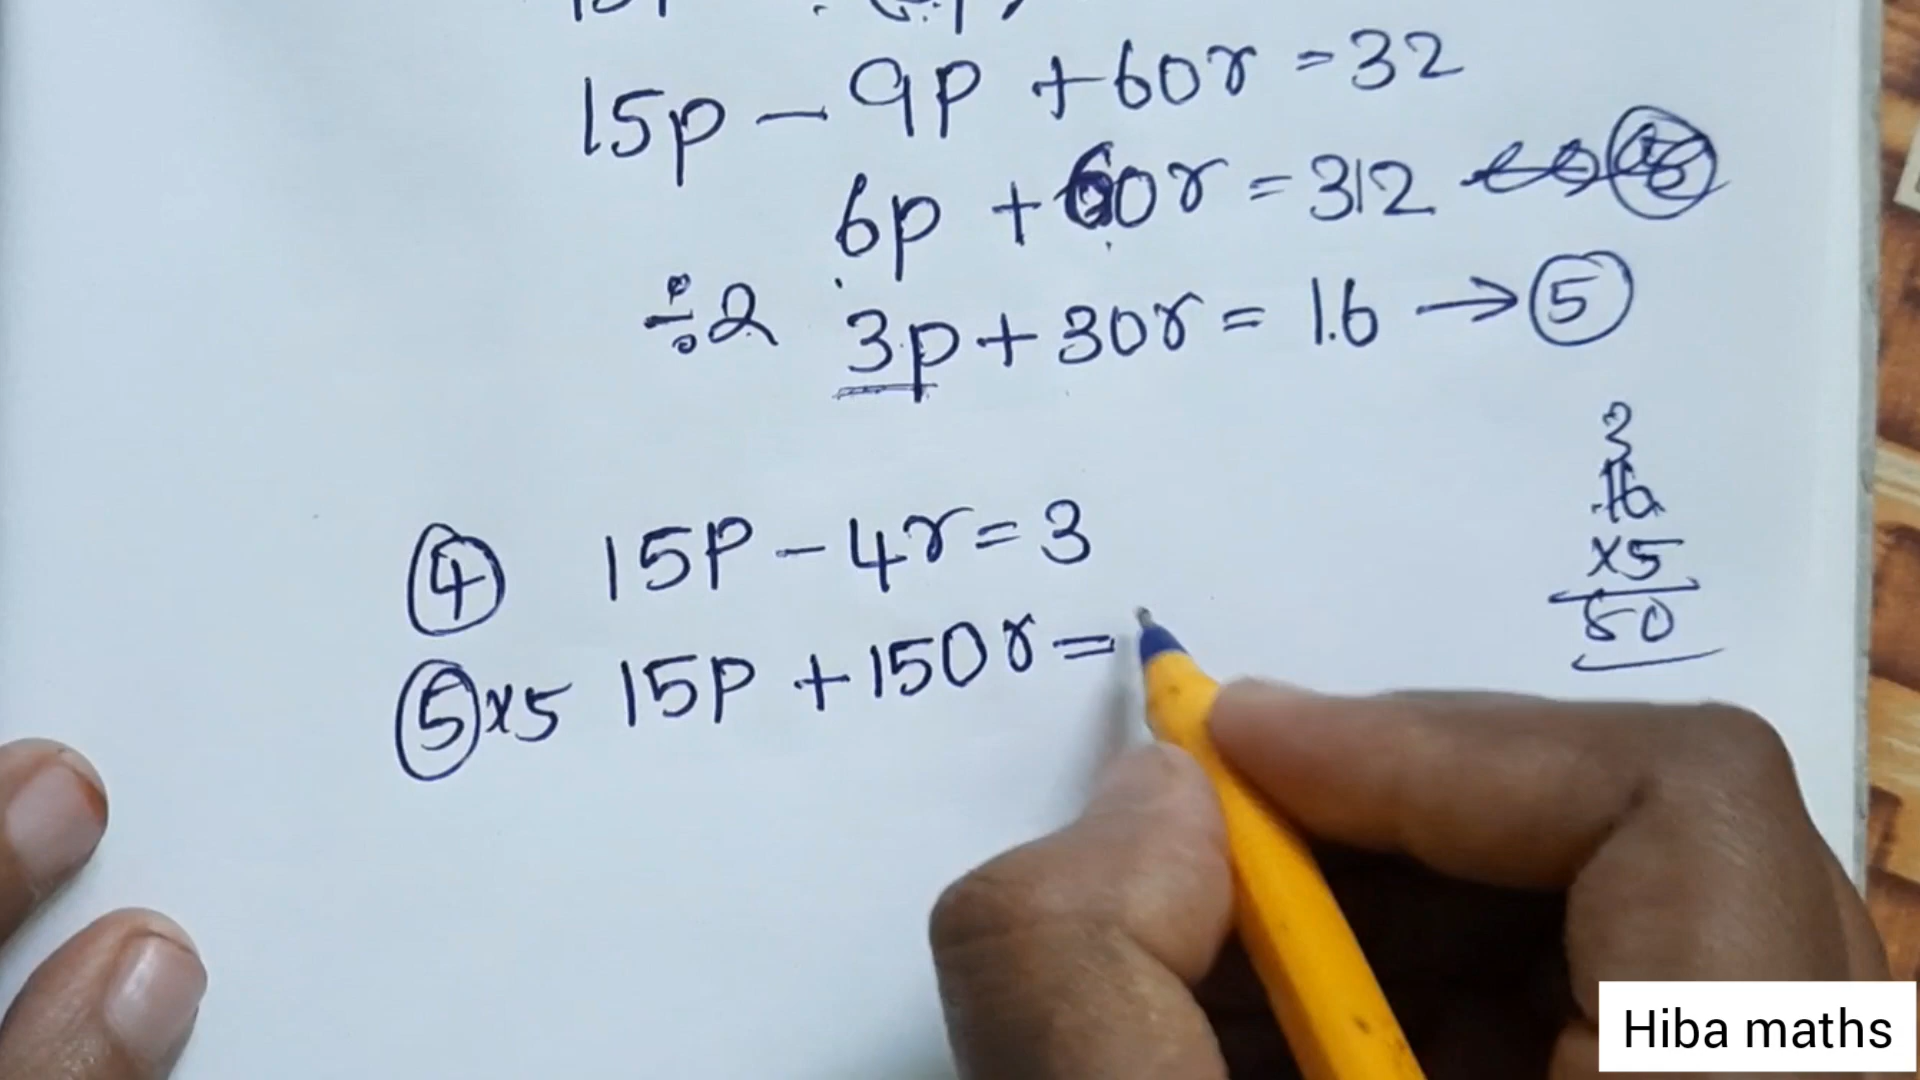 15p - 9p + 60r = 32
6p + 60r = 312
÷2 3p + 30r = 16 → ⑤
④ 15p - 4r = 3
⑤×5 15p + 150r =
3
16
×5
80
Hiba maths